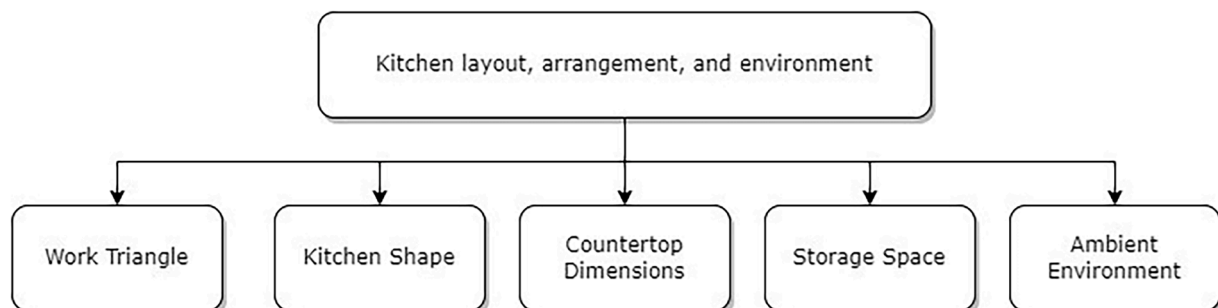 Kitchen layout, arrangement, and environment
Work Triangle
Kitchen Shape
Countertop
Dimensions
Storage Space
Ambient
Environment